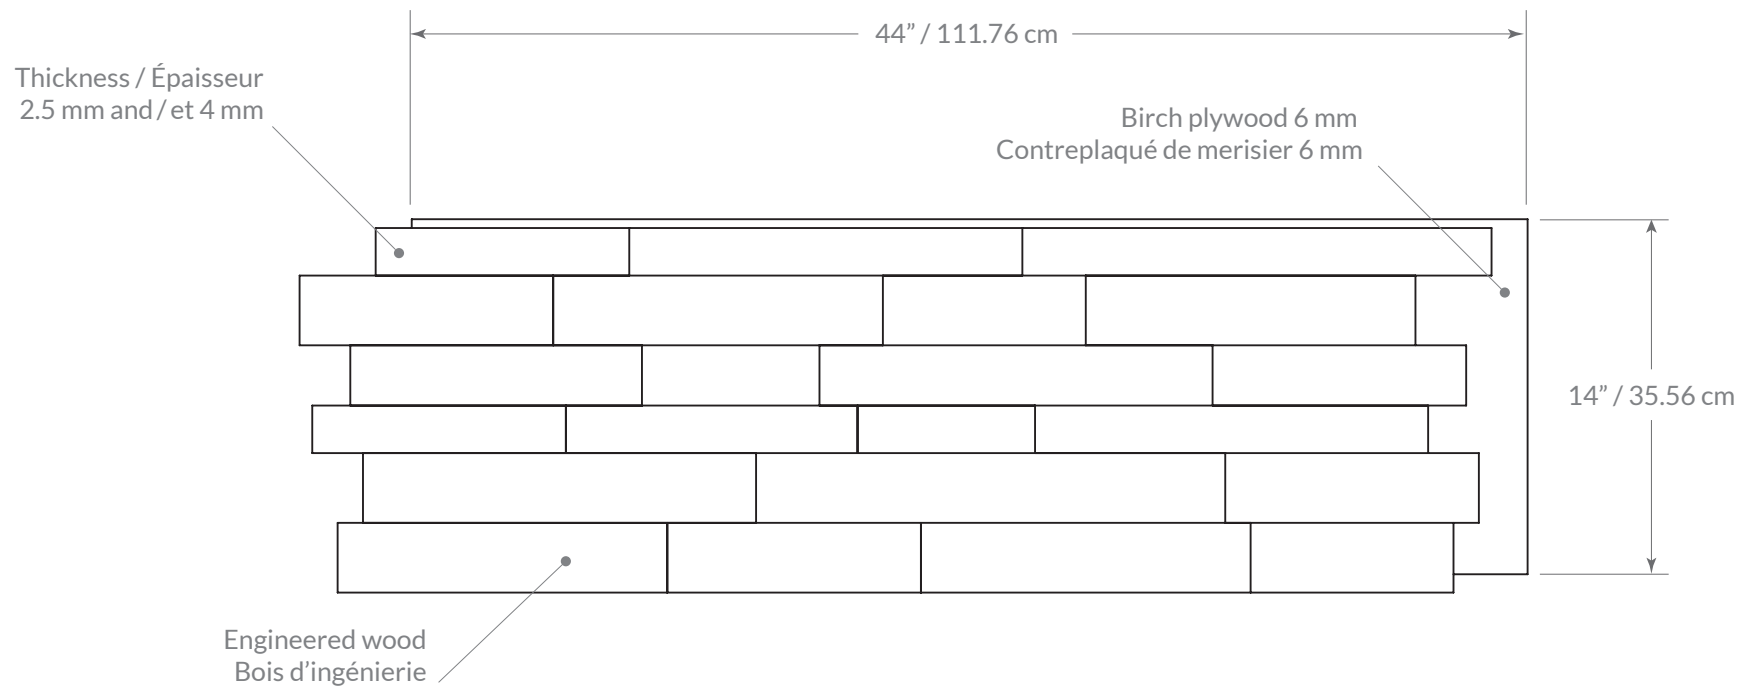 44” / 111.76 cm
Thickness / Épaisseur
2.5 mm and / et 4 mm
Birch plywood 6 mm
Contreplaqué de merisier 6 mm
14” / 35.56 cm
Engineered wood
Bois d’ingénierie